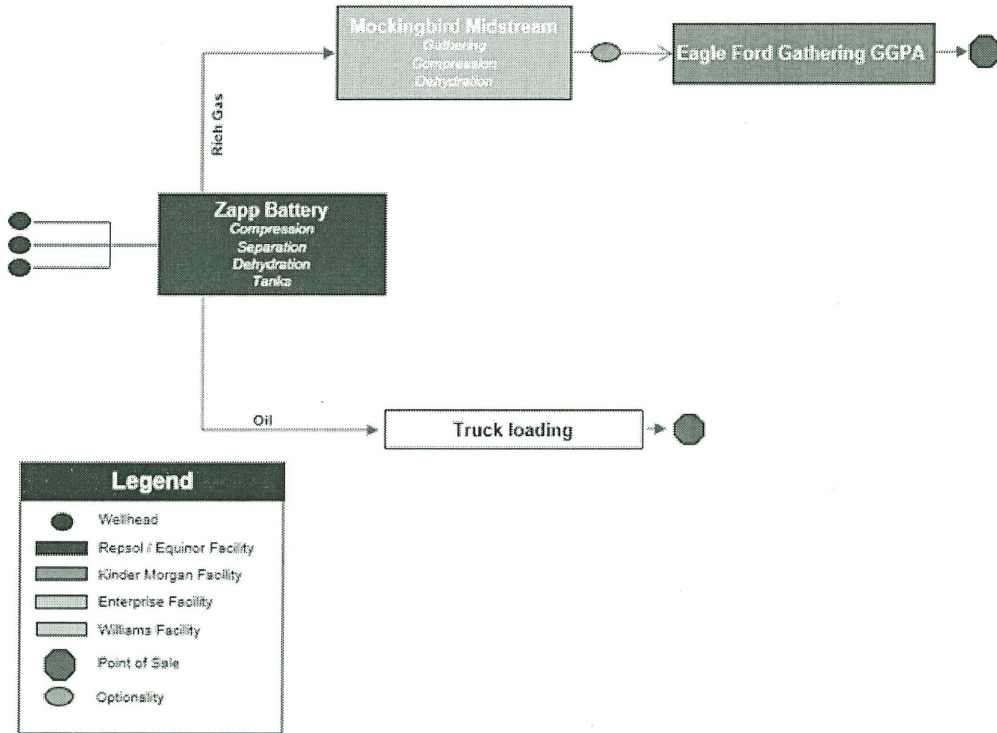 Mockingbird Midstream
Gathering
Compression
Dehydration
Eagle Ford Gathering GGPA
Rich Gas
Zapp Battery
Compression
Separation
Dehydration
Tanks
Oil
Truck loading
Legend
Wellhead
Repsol / Equinor Facility
Kinder Morgan Facility
Enterprise Facility
Williams Facility
Point of Sale
Optionality